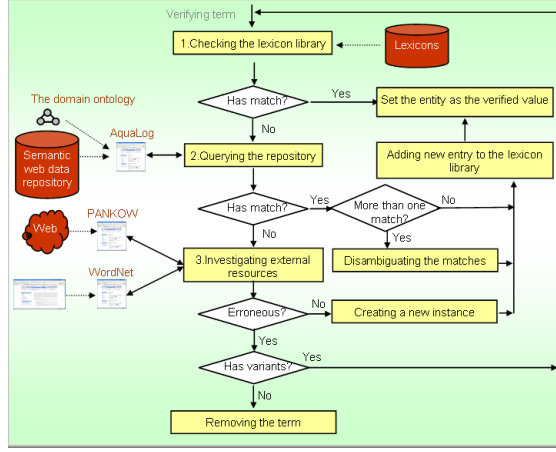 Verifying term
1.Checking the lexicon library
Lexicons
Has match?
Yes
Set the entity as the verified value
No
The domain ontology
AquaLog
Semantic
web data
repository
2.Querying the repository
Adding new entry to the lexicon
library
Has match?
Yes
More than one
match?
No
PANKOW
Web
No
Yes
3.Investigating external
resources
Disambiguating the matches
WordNet
Erroneous?
No
Creating a new instance
Yes
Has variants?
Yes
No
Removing the term